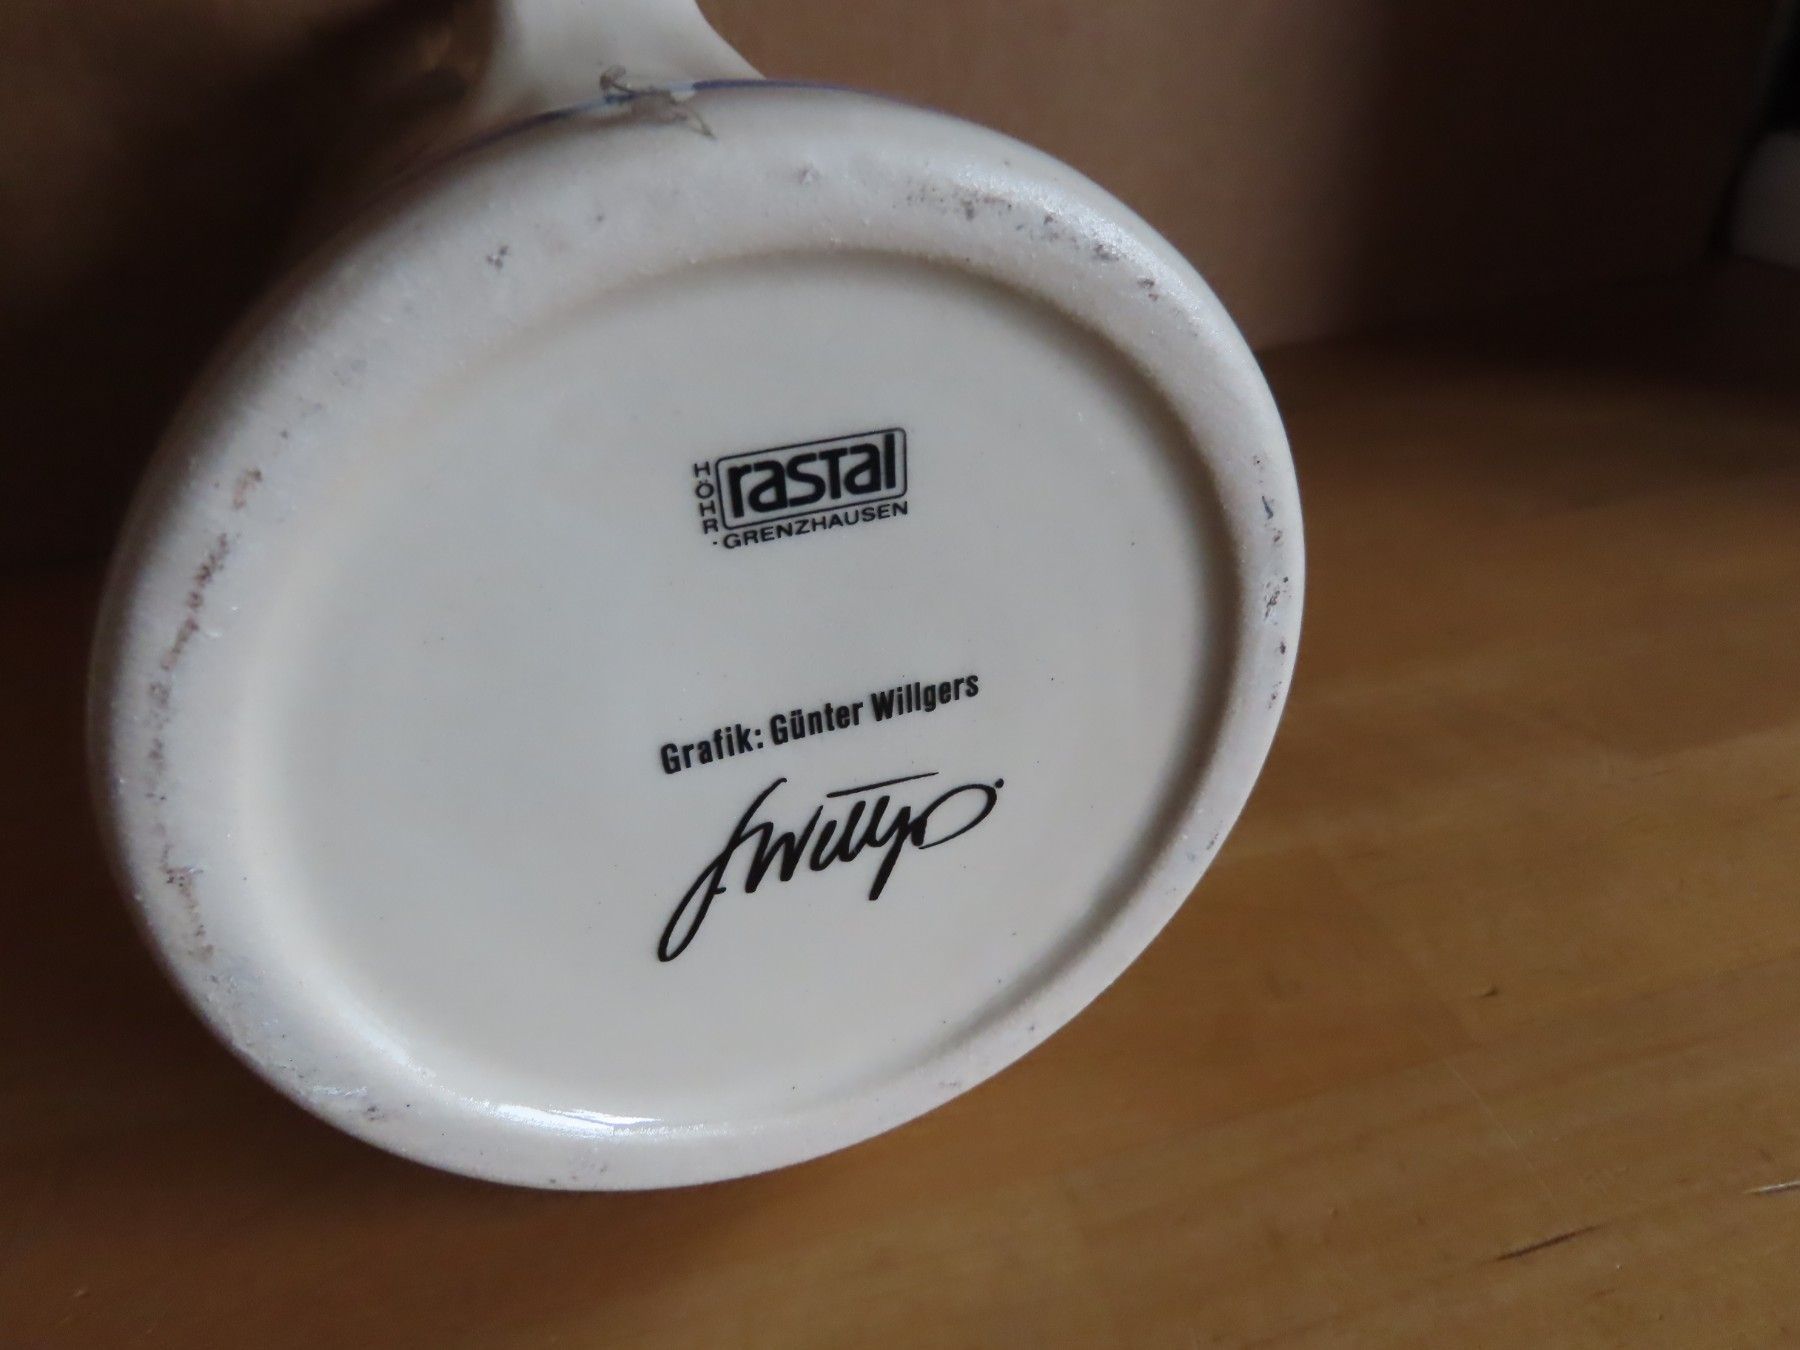 HÖHR-
rastal
GRENZHAUSEN
Grafik: Günter Willgers